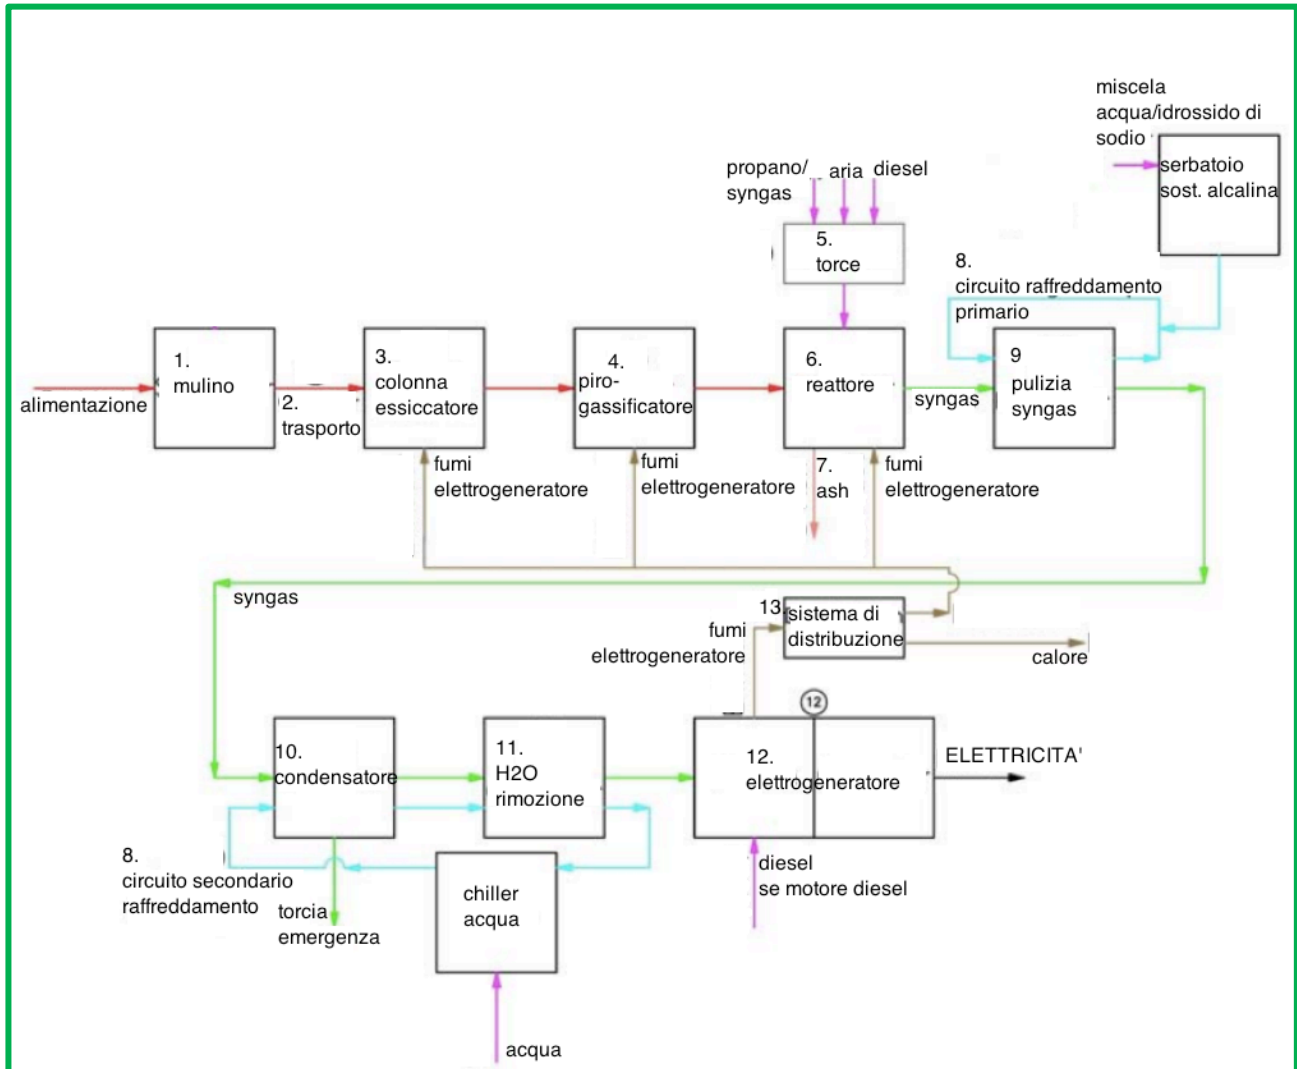 miscela
acqua/idrossido di
sodio
serbatoio
sost. alcalina
propano/
syngas
aria
diesel
5.
torce
8.
circuito raffreddamento
primario
1.
mulino
alimentazione
2.
trasporto
3.
colonna
essiccatore
4.
piro-
gassificatore
6.
reattore
syngas
9
pulizia
syngas
fumi
elettrogeneratore
fumi
elettrogeneratore
7.
ash
fumi
elettrogeneratore
syngas
13.
sistema di
distribuzione
fumi
elettrogeneratore
calore
12
10.
condensatore
11.
H2O
rimozione
12.
elettrogeneratore
ELETTRICITA'
8.
circuito secondario
raffreddamento
torcia
emergenza
chiller
acqua
diesel
se motore diesel
acqua